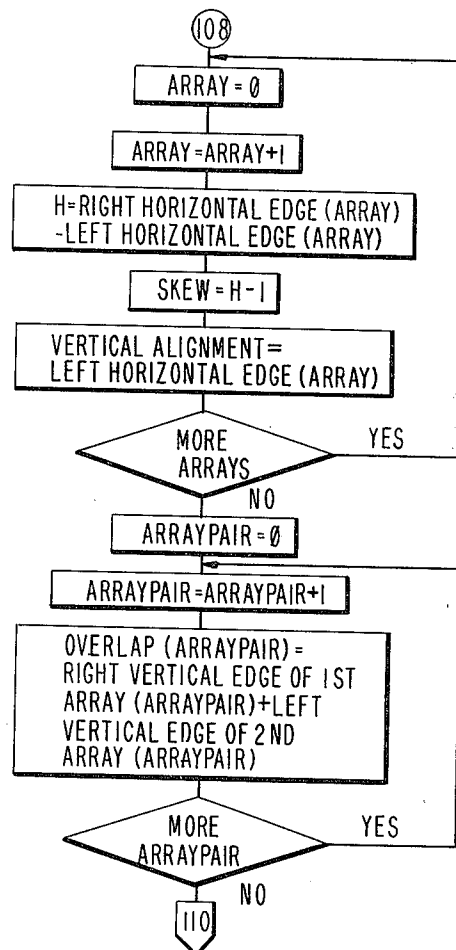 108
ARRAY=0
ARRAY=ARRAY+1
H=RIGHT HORIZONTAL EDGE (ARRAY)
-LEFT HORIZONTAL EDGE (ARRAY)
SKEW=H-1
VERTICAL ALIGNMENT=
LEFT HORIZONTAL EDGE (ARRAY)
MORE
ARRAYS
YES
NO
ARRAYPAIR=0
ARRAYPAIR=ARRAYPAIR+1
OVERLAP (ARRAYPAIR)=
RIGHT VERTICAL EDGE OF 1ST
ARRAY (ARRAYPAIR)+LEFT
VERTICAL EDGE OF 2ND
ARRAY (ARRAYPAIR)
MORE
ARRAYPAIR
YES
NO
110